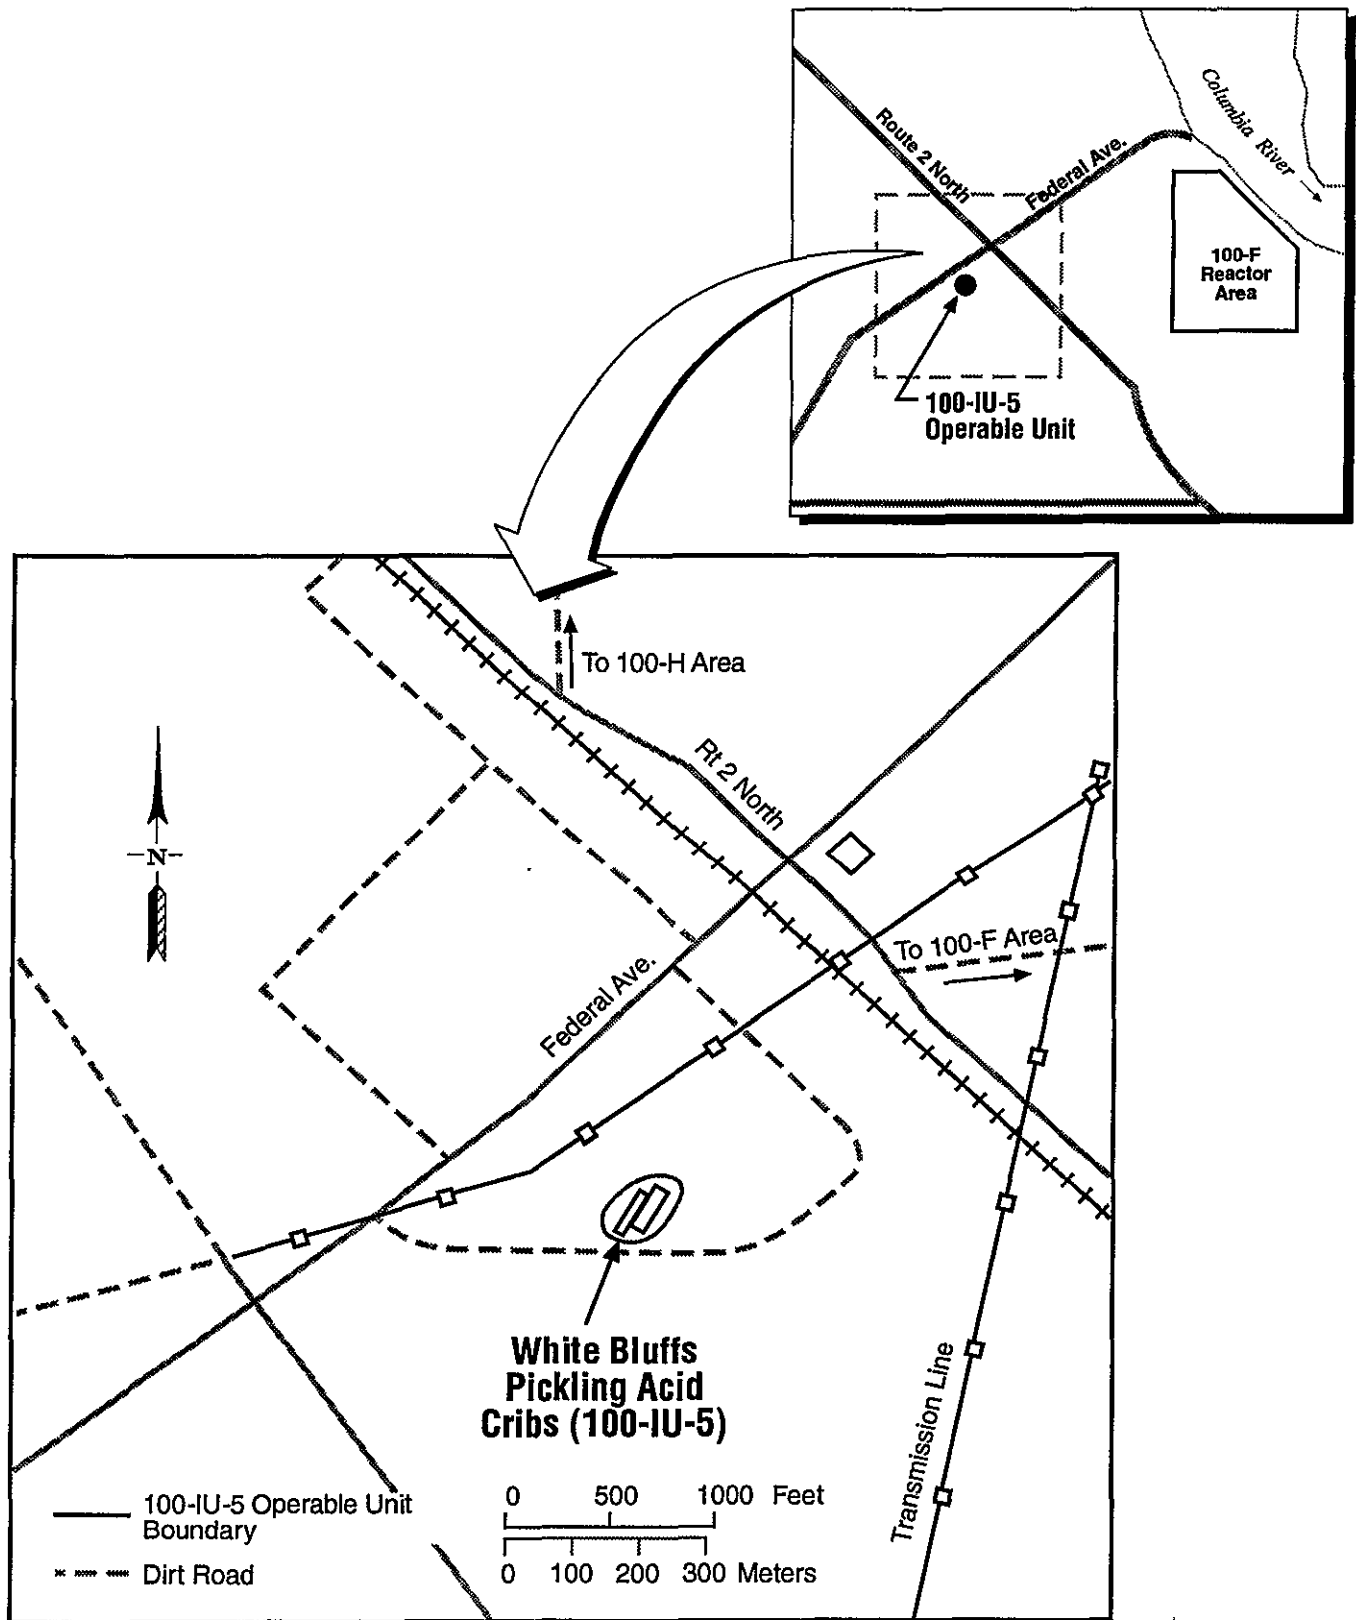 Columbia River
Route 2 North
Federal Ave.
100-F
Reactor
Area
100-IU-5
Operable Unit
To 100-H Area
Rt 2 North
N
To 100-F Area
Federal Ave.
White Bluffs
Pickling Acid
Cribs (100-IU-5)
Transmission Line
100-IU-5 Operable Unit
Boundary
Dirt Road
0 500 1000 Feet
0 100 200 300 Meters